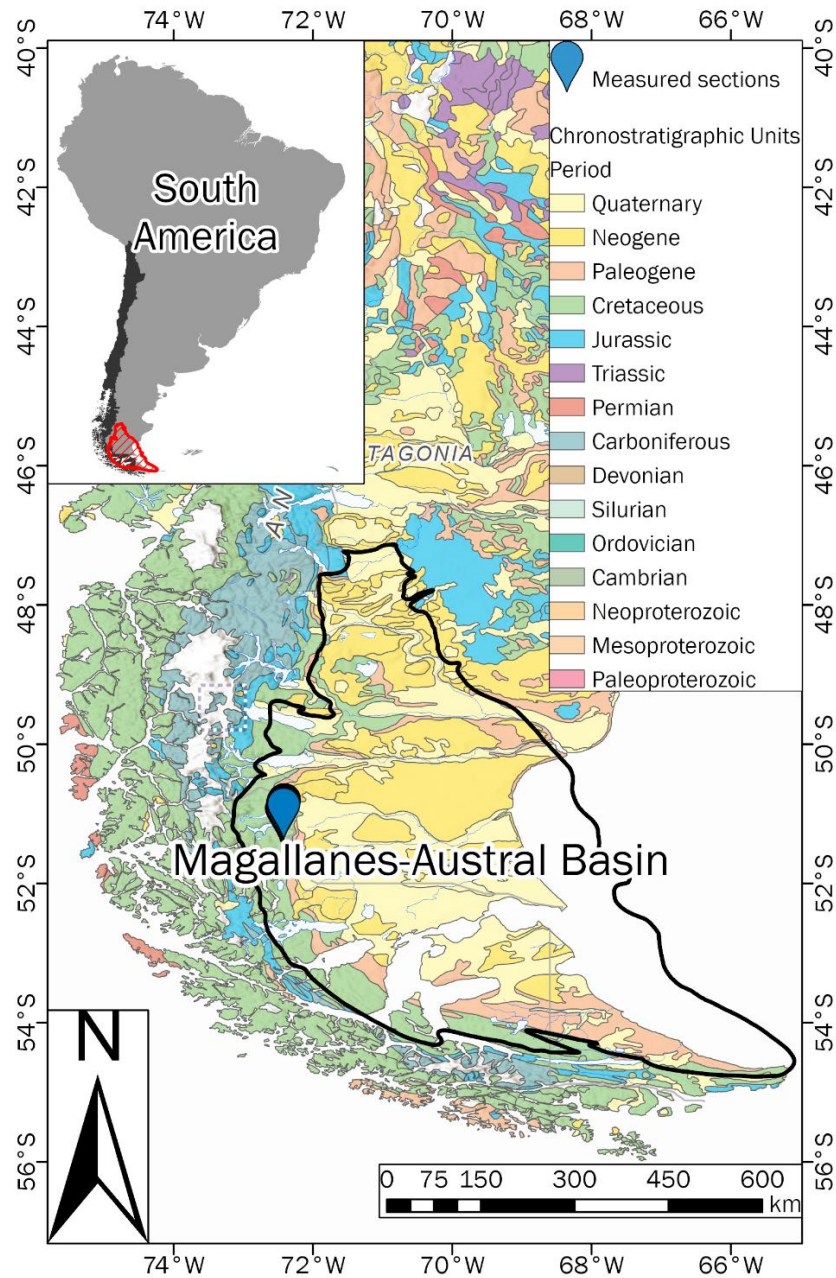 74°W 72°W 70°W 68°W 66°W
40°S
42°S
44°S
46°S
48°S
50°S
52°S
54°S
56°S
South
America
Measured sections
Chronostratigraphic Units
Period
Quaternary
Neogene
Paleogene
Cretaceous
Jurassic
Triassic
Permian
Carboniferous
Devonian
Silurian
Ordovician
Cambrian
Neoproterozoic
Mesoproterozoic
Paleoproterozoic
TAGONIA
A N
Magallanes-Austral Basin
N
0 75 150 300 450 600
km
40°S
42°S
44°S
46°S
48°S
50°S
52°S
54°S
56°S
74°W 72°W 70°W 68°W 66°W